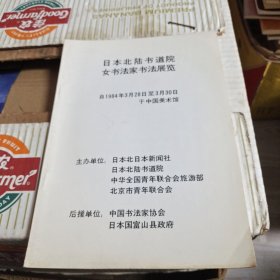 日本北陆书道院
女书法家书法展览
自1984年3月28日至3月30日
于中国美术馆
主办单位，日本北日本新闻社
日本北陆书道院
中华全国青年联合会旅游部
北京市青年联合会
后援单位，中国书法家协会
日本国富山县政府
Goodfarmer